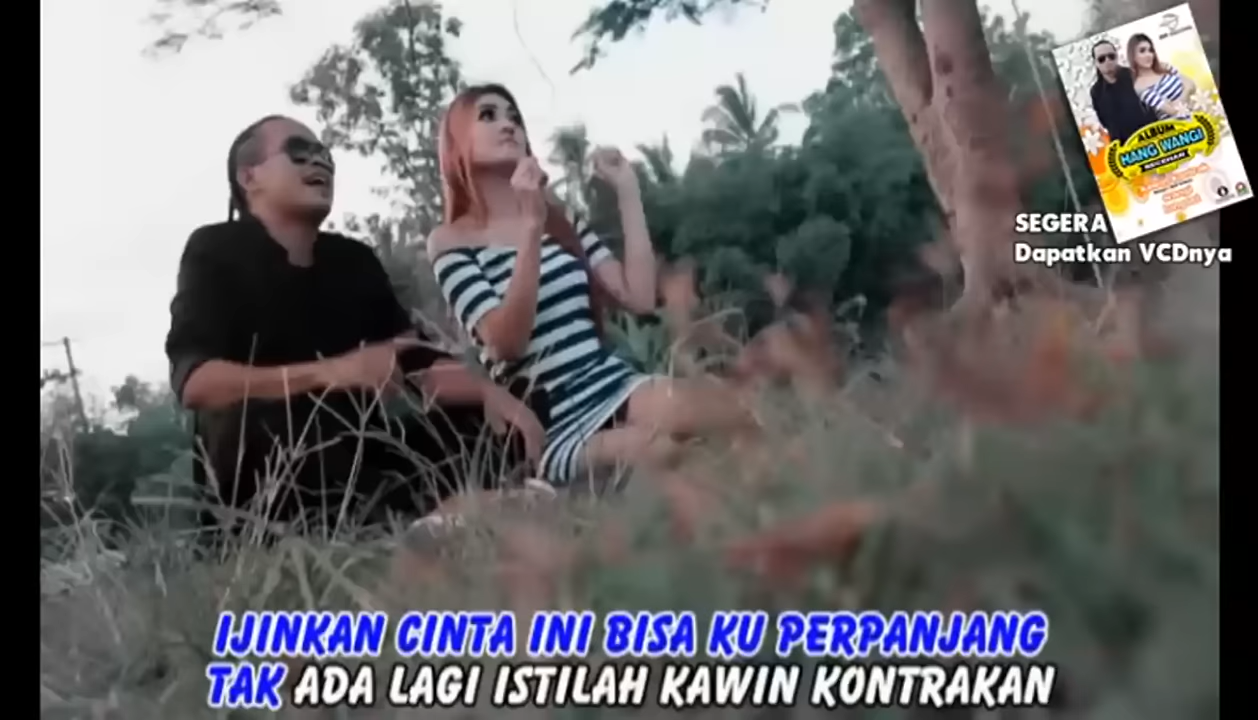 ALBUM
HANG WANGI
SEGERA
Dapatkan VCDnya
IJINKAN CINTA INI BISA KU PERPANJANG
TAK ADA LAGI ISTILAH KAWIN KONTRAKAN